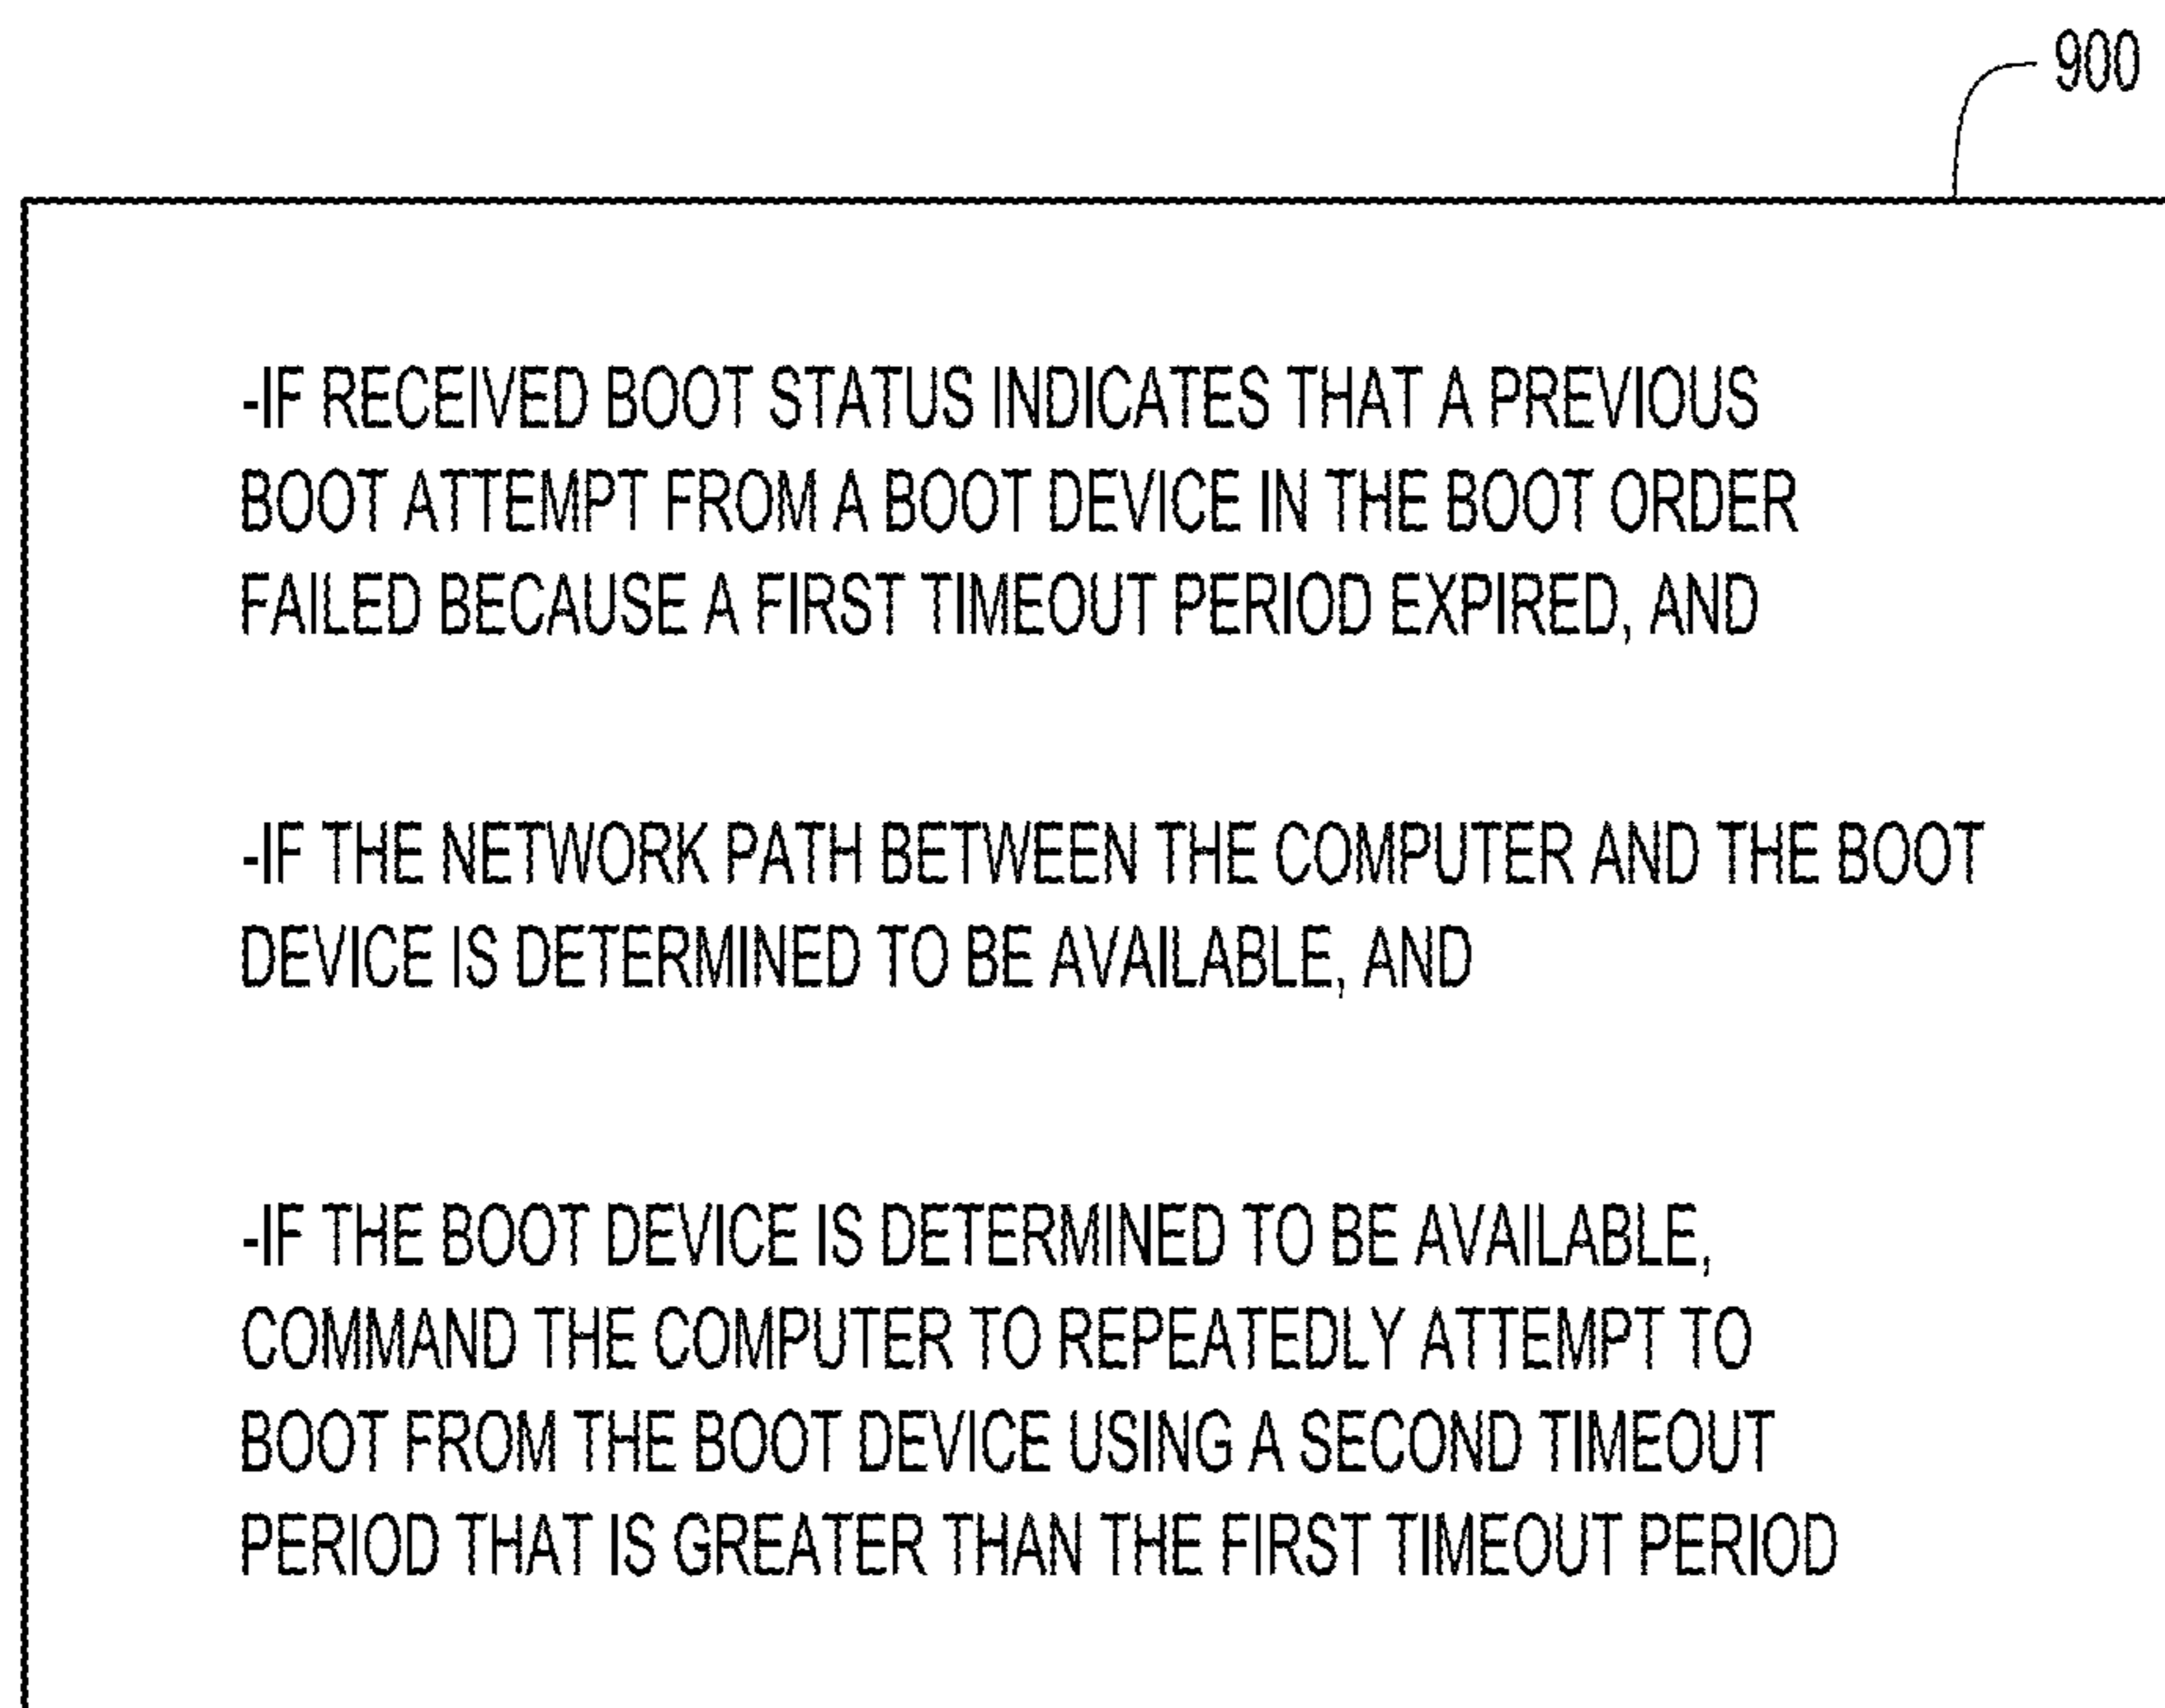 900
-IF RECEIVED BOOT STATUS INDICATES THAT A PREVIOUS
BOOT ATTEMPT FROM A BOOT DEVICE IN THE BOOT ORDER
FAILED BECAUSE A FIRST TIMEOUT PERIOD EXPIRED, AND
-IF THE NETWORK PATH BETWEEN THE COMPUTER AND THE BOOT
DEVICE IS DETERMINED TO BE AVAILABLE, AND
-IF THE BOOT DEVICE IS DETERMINED TO BE AVAILABLE,
COMMAND THE COMPUTER TO REPEATEDLY ATTEMPT TO
BOOT FROM THE BOOT DEVICE USING A SECOND TIMEOUT
PERIOD THAT IS GREATER THAN THE FIRST TIMEOUT PERIOD